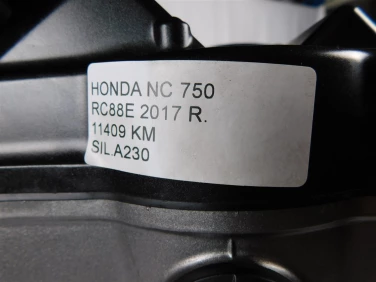 HONDA NC 750
RC88E 2017 R.
11409 KM
SIL.A230